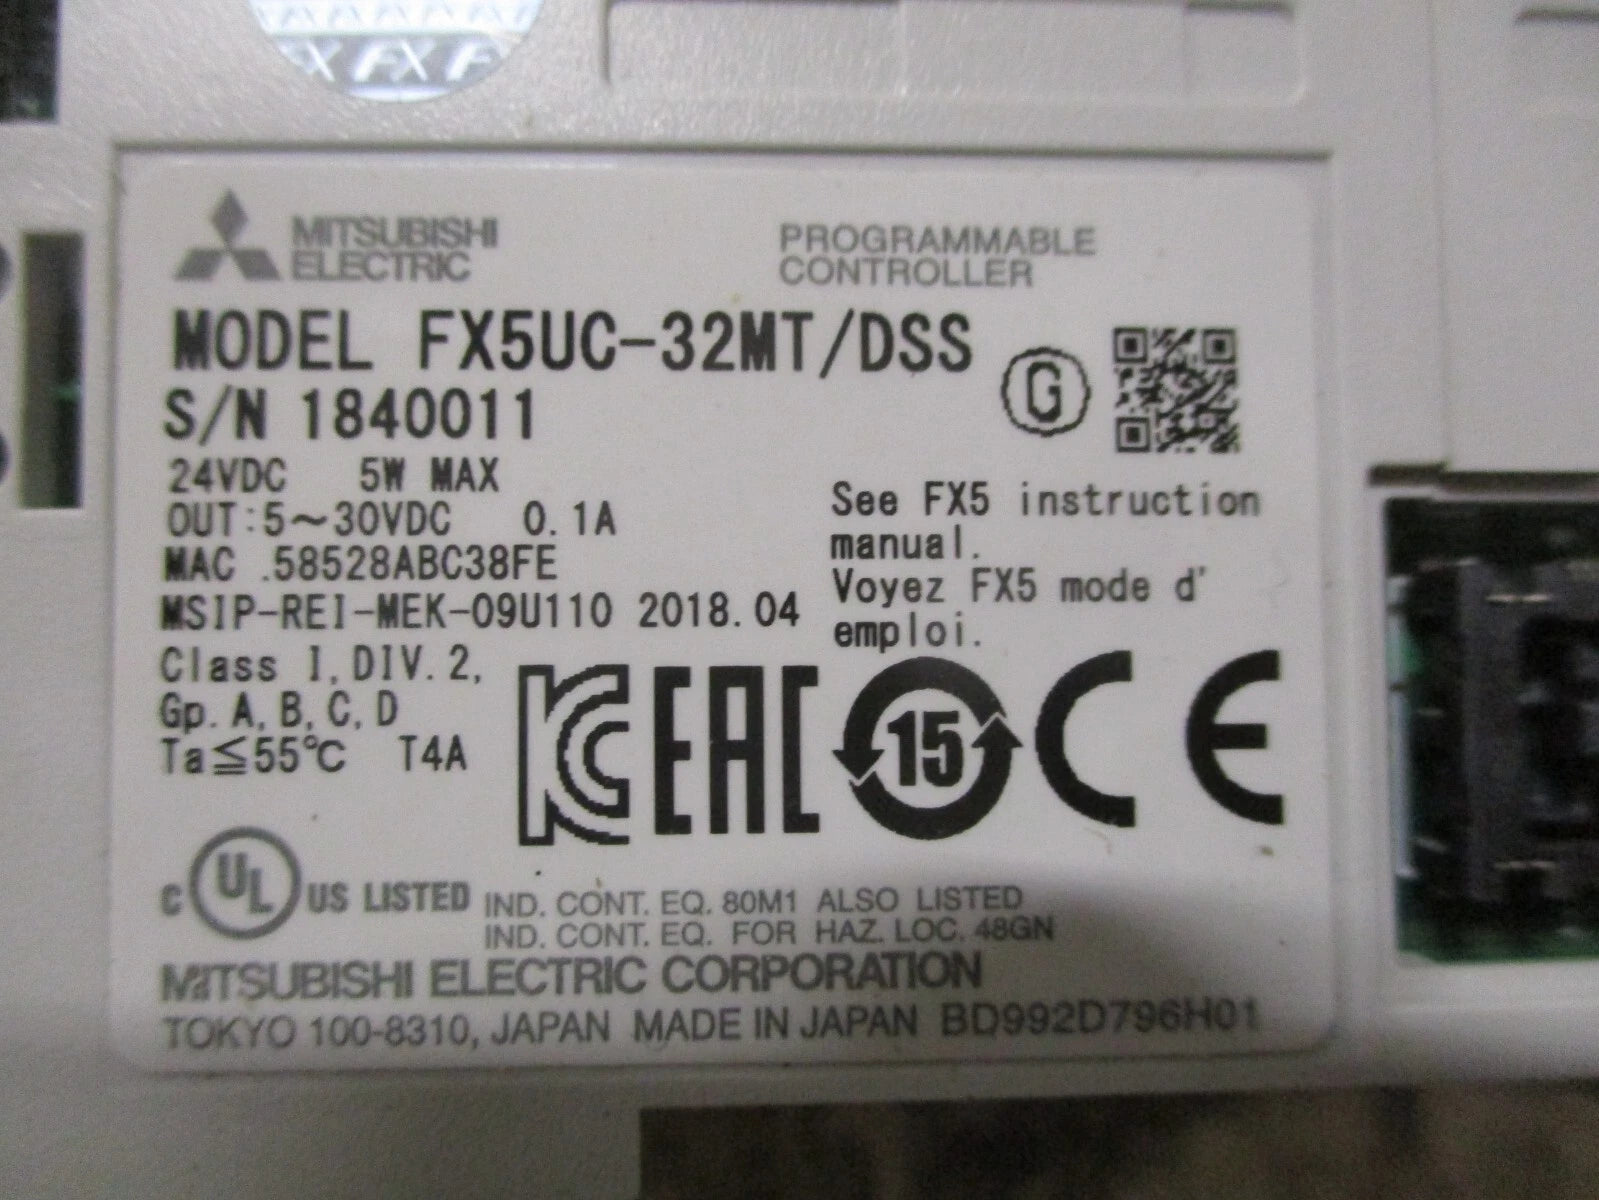 FX FX F
MITSUBISHI
ELECTRIC
PROGRAMMABLE
CONTROLLER
MODEL FX5UC-32MT/DSS
S/N 1840011
G
24VDC 5W MAX
OUT:5~30VDC 0.1A
MAC .58528ABC38FE
MSIP-REI-MEK-09U110 2018.04
See FX5 instruction
manual.
Voyez FX5 mode d'
emploi.
Class I,DIV.2,
Gp.A,B,C,D
Ta≦55℃ T4A
KC EAC 15 CE
c UL US LISTED IND. CONT. EQ. 80M1 ALSO LISTED
IND. CONT. EQ. FOR HAZ. LOC. 48GN
MITSUBISHI ELECTRIC CORPORATION
TOKYO 100-8310, JAPAN MADE IN JAPAN BD992D796H01